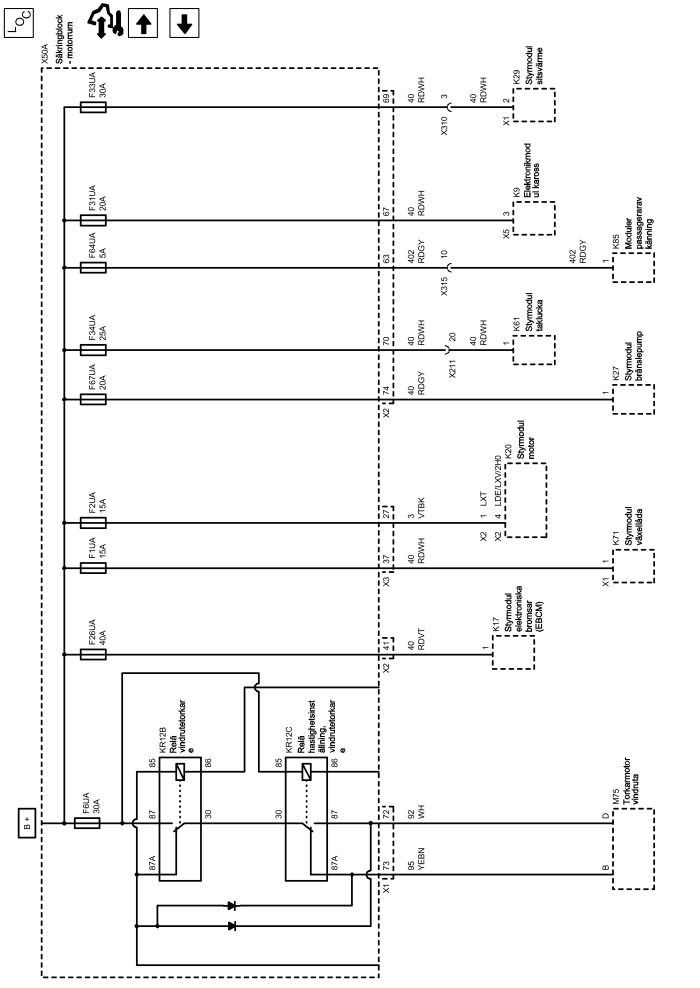 LOC
X50A
Säkringblock
- motorrum
B +
F33UA
30A
69
40
RDWH
3
X310
40
RDWH
2
X1
K29
Styrmodul
sitsvärme
F31UA
20A
67
40
RDWH
3
X5
K9
Elektronikmod
ul kaross
F64UA
5A
63
402
RDGY
10
X315
402
RDGY
1
K85
Moduler
passagerarav
känning
F34UA
25A
70
40
RDWH
20
X211
40
RDWH
1
K61
Styrmodul
taklucka
F67UA
20A
74
X2
40
RDGY
1
K27
Styrmodul
bränslepump
F2UA
15A
27
3
VTBK
X2 1 LXT
X2 4 LDE/LXV/2H0
K20
Styrmodul
motor
F1UA
15A
37
X3
40
RDWH
1
X1
K71
Styrmodul
växellåda
F26UA
40A
41
X2
40
RDVT
1
K17
Styrmodul
elektroniska
bromsar
(EBCM)
F6UA
30A
KR12B
Relä
vindrutetorkar
e
85
86
87
30
87A
KR12C
Relä
hastighetsinst
ällning,
vindrutetorkar
e
85
86
30
87
87A
72
92
WH
D
73
X1
95
YEBN
B
M75
Torkarmotor
vindruta